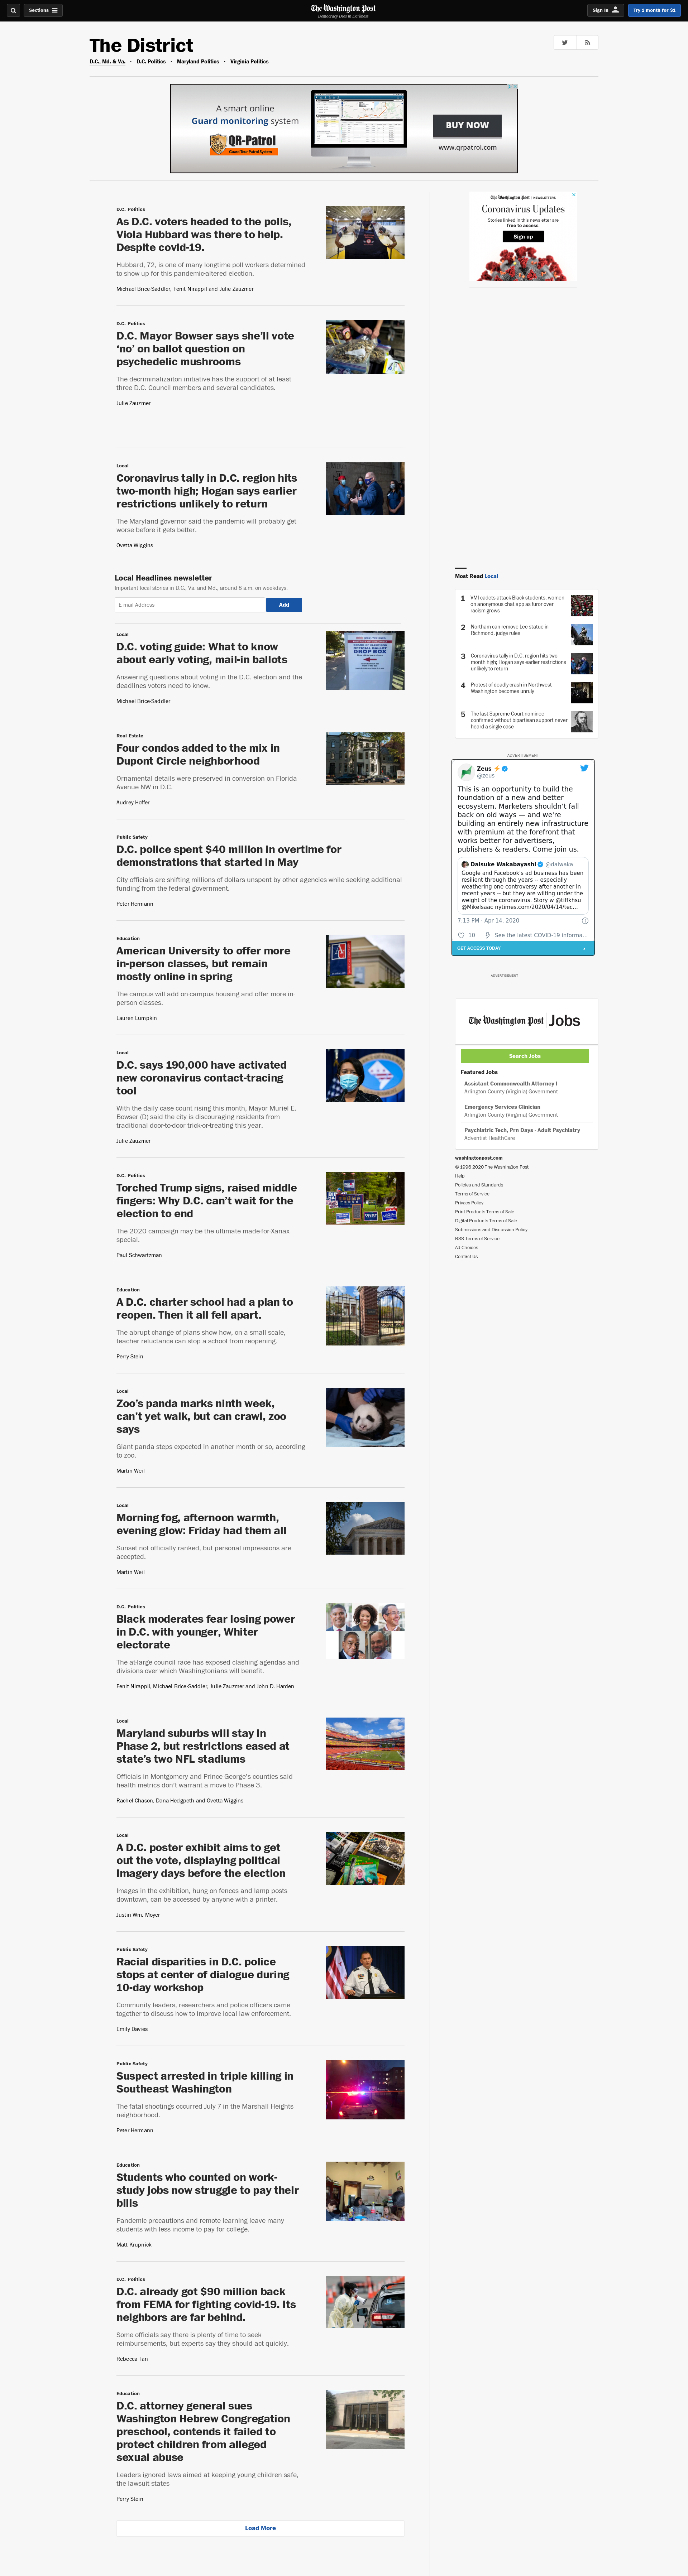 Sections
The Washington Post
Democracy Dies in Darkness
Sign In
Try 1 month for $1
The District
D.C., Md. & Va. • D.C. Politics • Maryland Politics • Virginia Politics
A smart online
Guard monitoring system
QR-Patrol
Guard Tour Patrol System
BUY NOW
www.qrpatrol.com
D.C. Politics
As D.C. voters headed to the polls,
Viola Hubbard was there to help.
Despite covid-19.
Hubbard, 72, is one of many longtime poll workers determined
to show up for this pandemic-altered election.
Michael Brice-Saddler, Fenit Nirappil and Julie Zauzmer
D.C. Politics
D.C. Mayor Bowser says she’ll vote
‘no’ on ballot question on
psychedelic mushrooms
The decriminalizaiton initiative has the support of at least
three D.C. Council members and several candidates.
Julie Zauzmer
Local
Coronavirus tally in D.C. region hits
two-month high; Hogan says earlier
restrictions unlikely to return
The Maryland governor said the pandemic will probably get
worse before it gets better.
Ovetta Wiggins
Local Headlines newsletter
Important local stories in D.C., Va. and Md., around 8 a.m. on weekdays.
E-mail Address
Add
Local
D.C. voting guide: What to know
about early voting, mail-in ballots
Answering questions about voting in the D.C. election and the
deadlines voters need to know.
Michael Brice-Saddler
OFFICIAL BALLOT
DROP BOX
Real Estate
Four condos added to the mix in
Dupont Circle neighborhood
Ornamental details were preserved in conversion on Florida
Avenue NW in D.C.
Audrey Hoffer
Public Safety
D.C. police spent $40 million in overtime for
demonstrations that started in May
City officials are shifting millions of dollars unspent by other agencies while seeking additional
funding from the federal government.
Peter Hermann
Education
American University to offer more
in-person classes, but remain
mostly online in spring
The campus will add on-campus housing and offer more in-
person classes.
Lauren Lumpkin
Local
D.C. says 190,000 have activated
new coronavirus contact-tracing
tool
With the daily case count rising this month, Mayor Muriel E.
Bowser (D) said the city is discouraging residents from
traditional door-to-door trick-or-treating this year.
Julie Zauzmer
D.C. Politics
Torched Trump signs, raised middle
fingers: Why D.C. can’t wait for the
election to end
The 2020 campaign may be the ultimate made-for-Xanax
special.
Paul Schwartzman
Education
A D.C. charter school had a plan to
reopen. Then it all fell apart.
The abrupt change of plans show how, on a small scale,
teacher reluctance can stop a school from reopening.
Perry Stein
Local
Zoo’s panda marks ninth week,
can’t yet walk, but can crawl, zoo
says
Giant panda steps expected in another month or so, according
to zoo.
Martin Weil
Local
Morning fog, afternoon warmth,
evening glow: Friday had them all
Sunset not officially ranked, but personal impressions are
accepted.
Martin Weil
D.C. Politics
Black moderates fear losing power
in D.C. with younger, Whiter
electorate
The at-large council race has exposed clashing agendas and
divisions over which Washingtonians will benefit.
Fenit Nirappil, Michael Brice-Saddler, Julie Zauzmer and John D. Harden
Local
Maryland suburbs will stay in
Phase 2, but restrictions eased at
state’s two NFL stadiums
Officials in Montgomery and Prince George’s counties said
health metrics don’t warrant a move to Phase 3.
Rachel Chason, Dana Hedgpeth and Ovetta Wiggins
Local
A D.C. poster exhibit aims to get
out the vote, displaying political
imagery days before the election
Images in the exhibition, hung on fences and lamp posts
downtown, can be accessed by anyone with a printer.
Justin Wm. Moyer
Public Safety
Racial disparities in D.C. police
stops at center of dialogue during
10-day workshop
Community leaders, researchers and police officers came
together to discuss how to improve local law enforcement.
Emily Davies
Public Safety
Suspect arrested in triple killing in
Southeast Washington
The fatal shootings occurred July 7 in the Marshall Heights
neighborhood.
Peter Hermann
Education
Students who counted on work-
study jobs now struggle to pay their
bills
Pandemic precautions and remote learning leave many
students with less income to pay for college.
Matt Krupnick
D.C. Politics
D.C. already got $90 million back
from FEMA for fighting covid-19. Its
neighbors are far behind.
Some officials say there is plenty of time to seek
reimbursements, but experts say they should act quickly.
Rebecca Tan
Education
D.C. attorney general sues
Washington Hebrew Congregation
preschool, contends it failed to
protect children from alleged
sexual abuse
Leaders ignored laws aimed at keeping young children safe,
the lawsuit states
Perry Stein
Load More
The Washington Post | NEWSLETTERS
Coronavirus Updates
Stories linked in this newsletter are
free to access.
Sign up
Most Read Local
1 VMI cadets attack Black students, women
on anonymous chat app as furor over
racism grows
2 Northam can remove Lee statue in
Richmond, judge rules
3 Coronavirus tally in D.C. region hits two-
month high; Hogan says earlier restrictions
unlikely to return
4 Protest of deadly crash in Northwest
Washington becomes unruly
5 The last Supreme Court nominee
confirmed without bipartisan support never
heard a single case
ADVERTISEMENT
Zeus
@zeus
This is an opportunity to build the
foundation of a new and better
ecosystem. Marketers shouldn’t fall
back on old ways — and we’re
building an entirely new infrastructure
with premium at the forefront that
works better for advertisers,
publishers & readers. Come join us.
Daisuke Wakabayashi @daiwaka
Google and Facebook's ad business has been
resilient through the years -- especially
weathering one controversy after another in
recent years -- but they are wilting under the
weight of the coronavirus. Story w @tiffkhsu
@MikeIsaac nytimes.com/2020/04/14/tec...
7:13 PM · Apr 14, 2020
10 See the latest COVID-19 informa...
GET ACCESS TODAY
ADVERTISEMENT
The Washington Post Jobs
Search Jobs
Featured Jobs
Assistant Commonwealth Attorney I
Arlington County (Virginia) Government
Emergency Services Clinician
Arlington County (Virginia) Government
Psychiatric Tech, Prn Days - Adult Psychiatry
Adventist HealthCare
washingtonpost.com
© 1996-2020 The Washington Post
Help
Policies and Standards
Terms of Service
Privacy Policy
Print Products Terms of Sale
Digital Products Terms of Sale
Submissions and Discussion Policy
RSS Terms of Service
Ad Choices
Contact Us